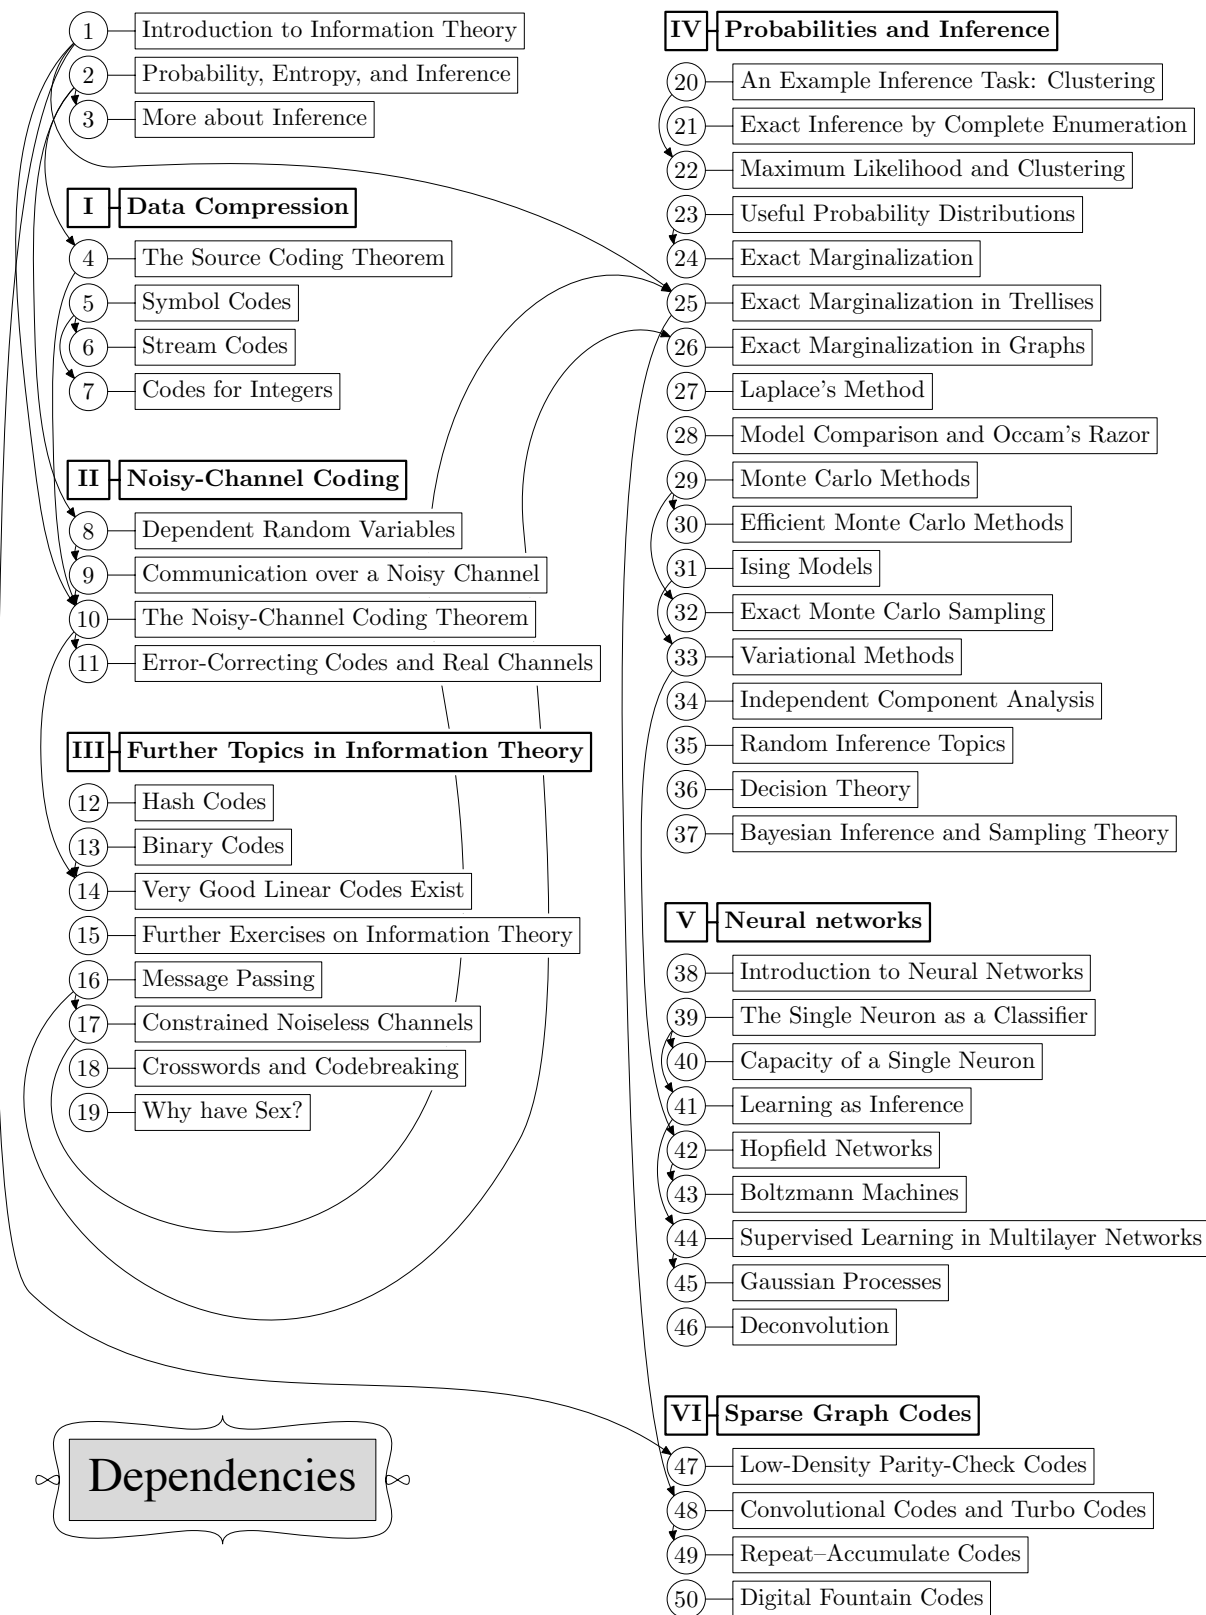 1 Introduction to Information Theory
2 Probability, Entropy, and Inference
3 More about Inference
I Data Compression
4 The Source Coding Theorem
5 Symbol Codes
6 Stream Codes
7 Codes for Integers
II Noisy-Channel Coding
8 Dependent Random Variables
9 Communication over a Noisy Channel
10 The Noisy-Channel Coding Theorem
11 Error-Correcting Codes and Real Channels
III Further Topics in Information Theory
12 Hash Codes
13 Binary Codes
14 Very Good Linear Codes Exist
15 Further Exercises on Information Theory
16 Message Passing
17 Constrained Noiseless Channels
18 Crosswords and Codebreaking
19 Why have Sex?
Dependencies
IV Probabilities and Inference
20 An Example Inference Task: Clustering
21 Exact Inference by Complete Enumeration
22 Maximum Likelihood and Clustering
23 Useful Probability Distributions
24 Exact Marginalization
25 Exact Marginalization in Trellises
26 Exact Marginalization in Graphs
27 Laplace's Method
28 Model Comparison and Occam's Razor
29 Monte Carlo Methods
30 Efficient Monte Carlo Methods
31 Ising Models
32 Exact Monte Carlo Sampling
33 Variational Methods
34 Independent Component Analysis
35 Random Inference Topics
36 Decision Theory
37 Bayesian Inference and Sampling Theory
V Neural networks
38 Introduction to Neural Networks
39 The Single Neuron as a Classifier
40 Capacity of a Single Neuron
41 Learning as Inference
42 Hopfield Networks
43 Boltzmann Machines
44 Supervised Learning in Multilayer Networks
45 Gaussian Processes
46 Deconvolution
VI Sparse Graph Codes
47 Low-Density Parity-Check Codes
48 Convolutional Codes and Turbo Codes
49 Repeat–Accumulate Codes
50 Digital Fountain Codes